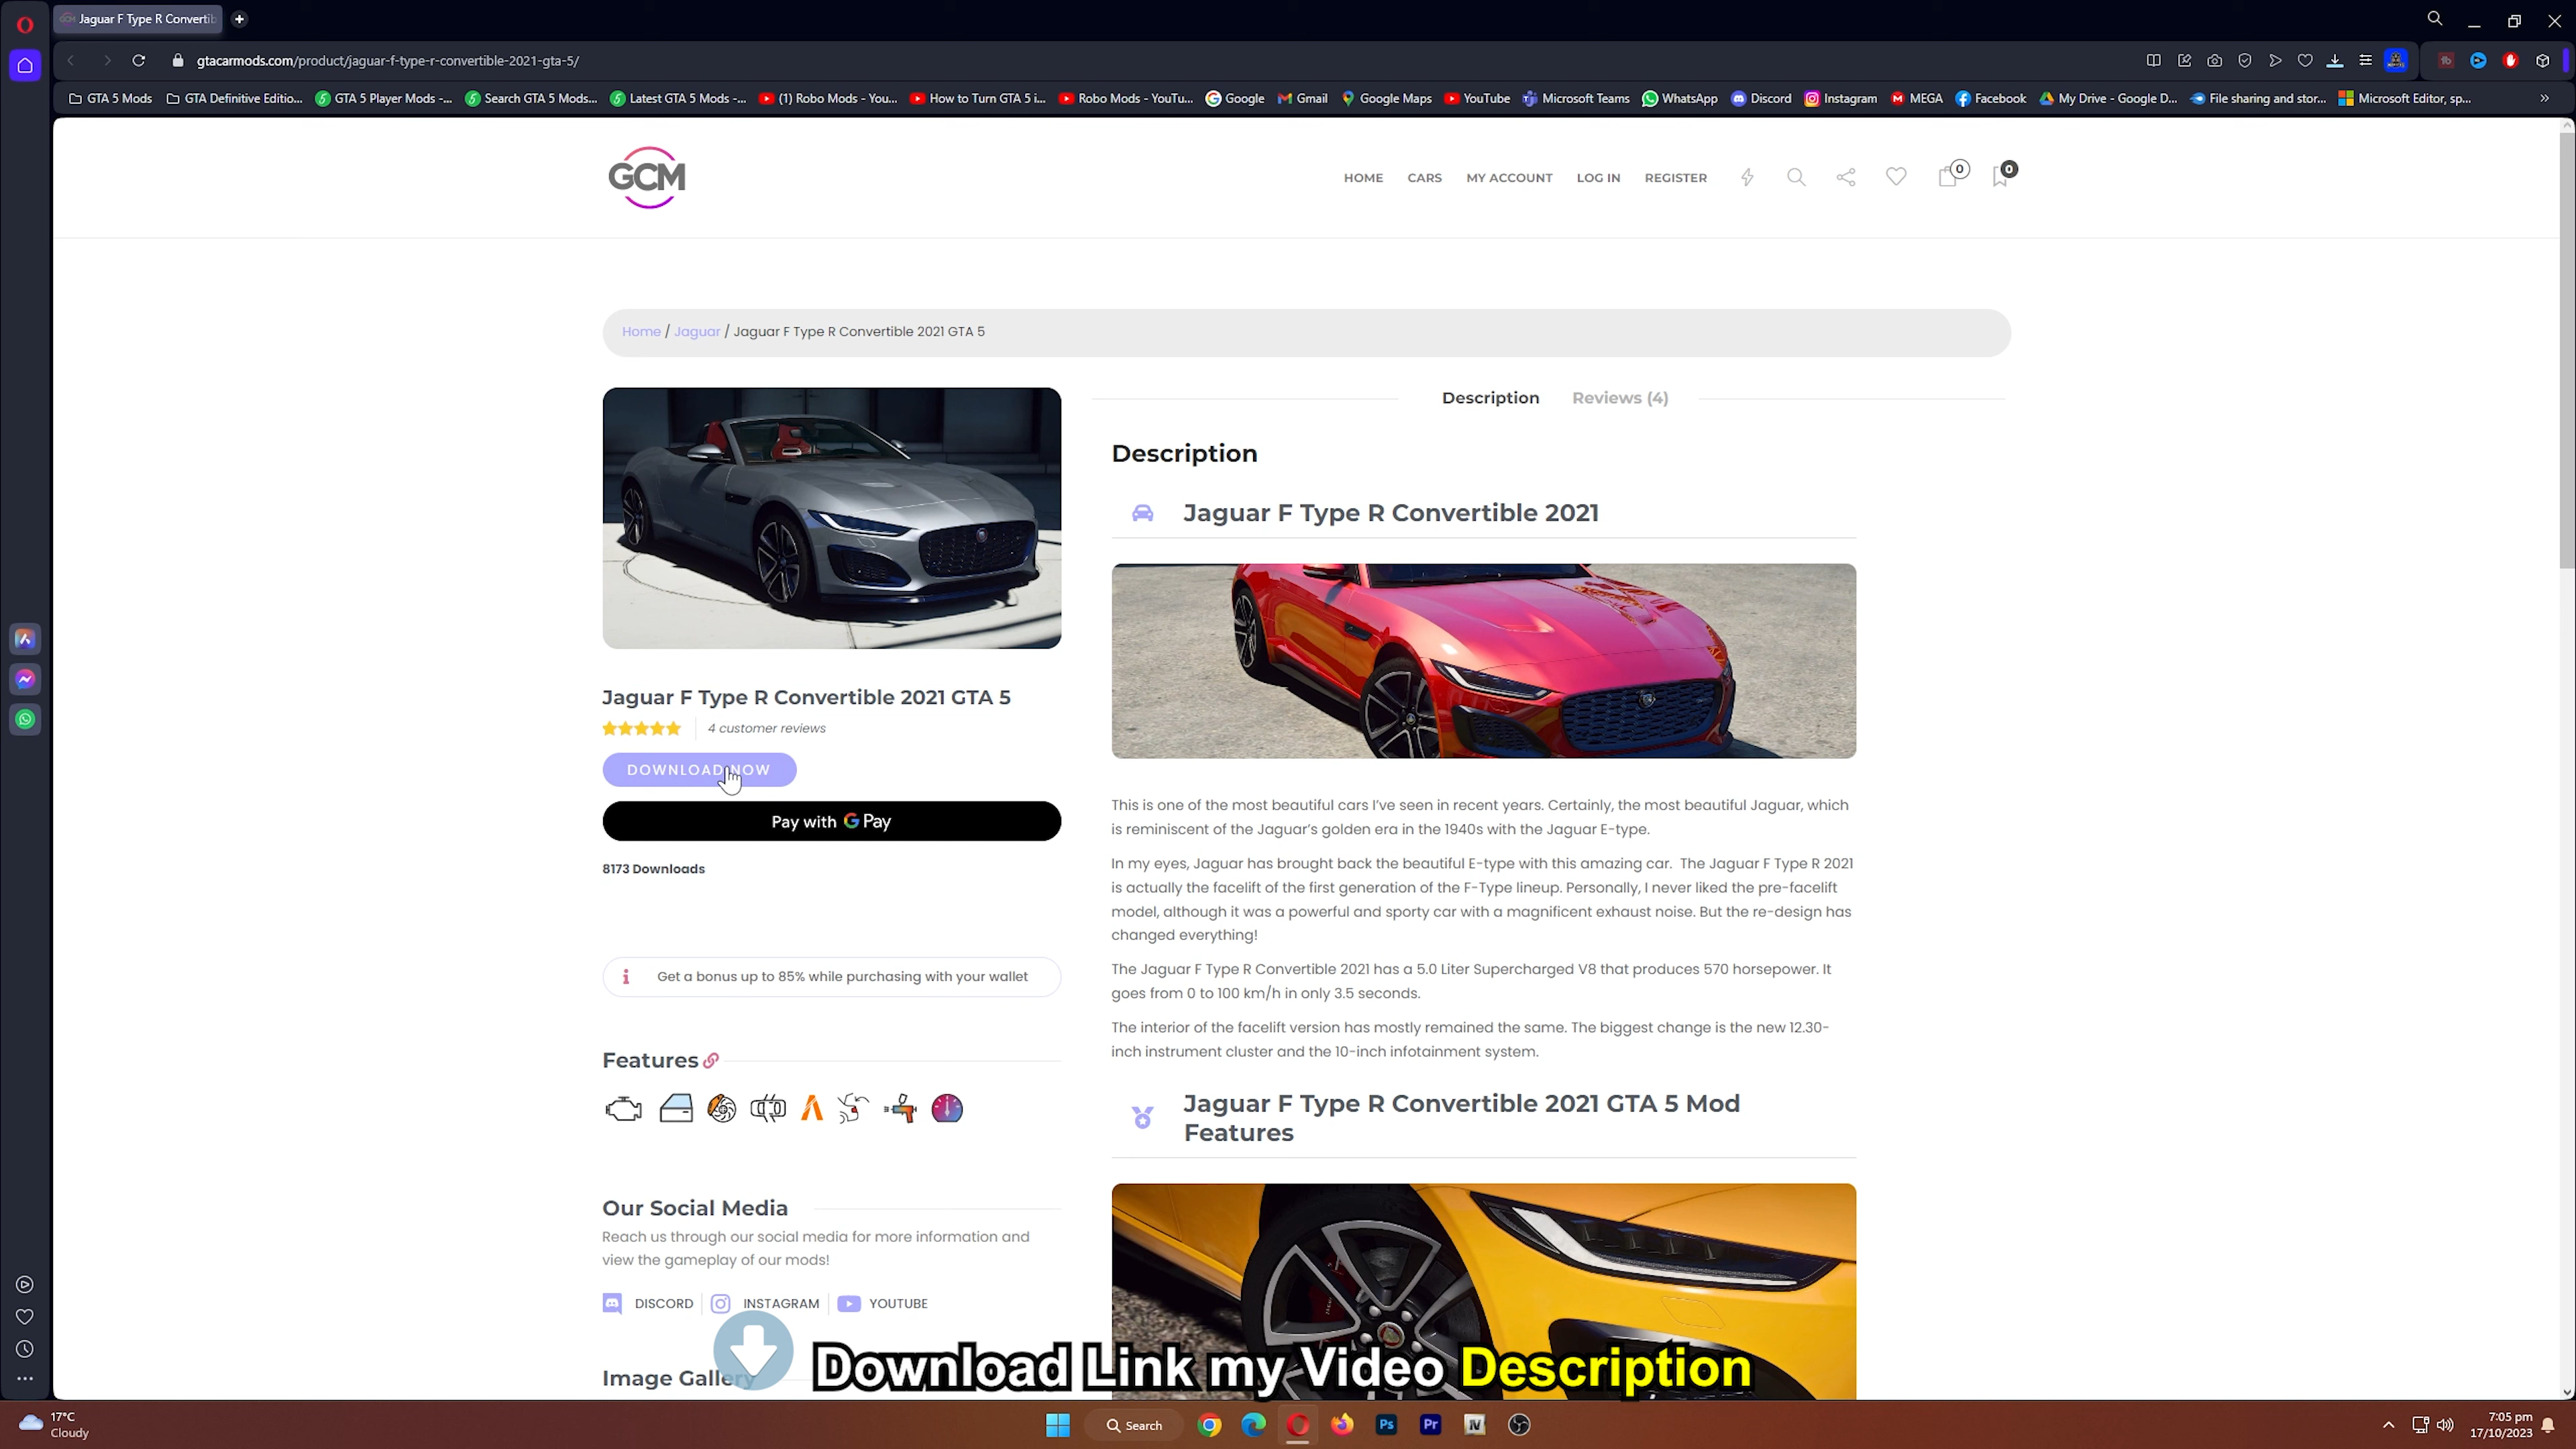 Jaguar F Type R Convertib
gtacarmods.com/product/jaguar-f-type-r-convertible-2021-gta-5/
GTA 5 Mods
GTA Definitive Editio...
GTA 5 Player Mods -...
Search GTA 5 Mods...
Latest GTA 5 Mods -...
(1) Robo Mods - You...
How to Turn GTA 5 i...
Robo Mods - YouTu...
Google
Gmail
Google Maps
YouTube
Microsoft Teams
WhatsApp
Discord
Instagram
MEGA
Facebook
My Drive - Google D...
File sharing and stor...
Microsoft Editor, sp...
GCM
HOME CARS MY ACCOUNT LOG IN REGISTER 0 0
Home / Jaguar / Jaguar F Type R Convertible 2021 GTA 5
Jaguar F Type R Convertible 2021 GTA 5
4 customer reviews
DOWNLOAD NOW
Pay with G Pay
8173 Downloads
Get a bonus up to 85% while purchasing with your wallet
Features
Our Social Media
Reach us through our social media for more information and
view the gameplay of our mods!
DISCORD INSTAGRAM YOUTUBE
Image Gallery
Description Reviews (4)
Description
Jaguar F Type R Convertible 2021
This is one of the most beautiful cars I've seen in recent years. Certainly, the most beautiful Jaguar, which
is reminiscent of the Jaguar's golden era in the 1940s with the Jaguar E-type.
In my eyes, Jaguar has brought back the beautiful E-type with this amazing car. The Jaguar F Type R 2021
is actually the facelift of the first generation of the F-Type lineup. Personally, I never liked the pre-facelift
model, although it was a powerful and sporty car with a magnificent exhaust noise. But the re-design has
changed everything!
The Jaguar F Type R Convertible 2021 has a 5.0 Liter Supercharged V8 that produces 570 horsepower. It
goes from 0 to 100 km/h in only 3.5 seconds.
The interior of the facelift version has mostly remained the same. The biggest change is the new 12.30-
inch instrument cluster and the 10-inch infotainment system.
Jaguar F Type R Convertible 2021 GTA 5 Mod
Features
Download Link my Video Description
17°C
Cloudy
Search
Ps
Pr
IV
7:05 pm
17/10/2023